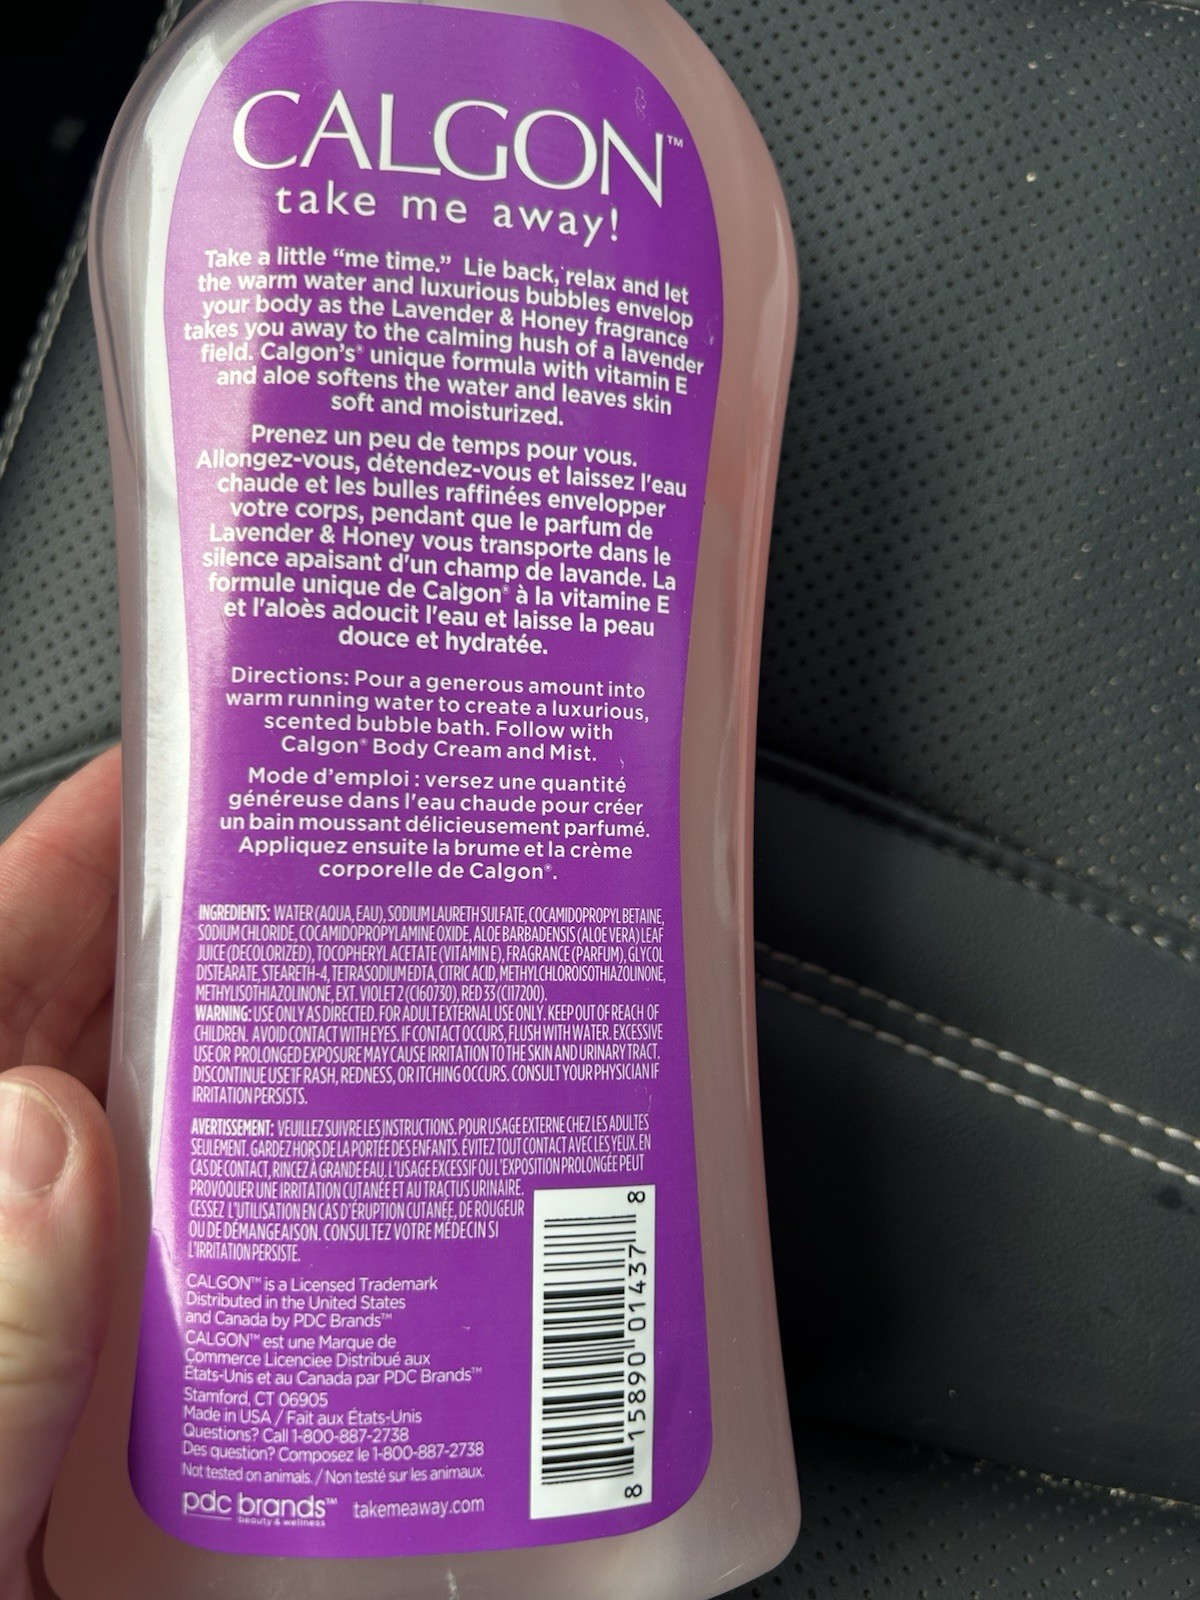 CALGON™
take me away!
Take a little “me time.” Lie back, relax and let
the warm water and luxurious bubbles envelop
your body as the Lavender & Honey fragrance
takes you away to the calming hush of a lavender
field. Calgon's® unique formula with vitamin E
and aloe softens the water and leaves skin
soft and moisturized.
Prenez un peu de temps pour vous.
Allongez-vous, détendez-vous et laissez l'eau
chaude et les bulles raffinées envelopper
votre corps, pendant que le parfum de
Lavender & Honey vous transporte dans le
silence apaisant d'un champ de lavande. La
formule unique de Calgon® à la vitamine E
et l'aloès adoucit l'eau et laisse la peau
douce et hydratée.
Directions: Pour a generous amount into
warm running water to create a luxurious,
scented bubble bath. Follow with
Calgon® Body Cream and Mist.
Mode d'emploi : versez une quantité
généreuse dans l'eau chaude pour créer
un bain moussant délicieusement parfumé.
Appliquez ensuite la brume et la crème
corporelle de Calgon®.
INGREDIENTS: WATER (AQUA, EAU), SODIUM LAURETH SULFATE, COCAMIDOPROPYL BETAINE,
SODIUM CHLORIDE, COCAMIDOPROPYLAMINE OXIDE, ALOE BARBADENSIS (ALOE VERA) LEAF
JUICE (DECOLORIZED), TOCOPHERYL ACETATE (VITAMIN E), FRAGRANCE (PARFUM), GLYCOL
DISTEARATE, STEARETH-4, TETRASODIUM EDTA, CITRIC ACID, METHYLCHLOROISOTHIAZOLINONE,
METHYLISOTHIAZOLINONE, EXT. VIOLET 2 (CI 60730), RED 33 (CI 17200).
WARNING: USE ONLY AS DIRECTED. FOR ADULT EXTERNAL USE ONLY. KEEP OUT OF REACH OF
CHILDREN. AVOID CONTACT WITH EYES. IF CONTACT OCCURS, FLUSH WITH WATER. EXCESSIVE
USE OR PROLONGED EXPOSURE MAY CAUSE IRRITATION TO THE SKIN AND URINARY TRACT.
DISCONTINUE USE IF RASH, REDNESS, OR ITCHING OCCURS. CONSULT YOUR PHYSICIAN IF
IRRITATION PERSISTS.
AVERTISSEMENT: VEUILLEZ SUIVRE LES INSTRUCTIONS. POUR USAGE EXTERNE CHEZ LES ADULTES
SEULEMENT. GARDEZ HORS DE LA PORTÉE DES ENFANTS. ÉVITEZ TOUT CONTACT AVEC LES YEUX. EN
CAS DE CONTACT, RINCEZ À GRANDE EAU. L'USAGE EXCESSIF OU L'EXPOSITION PROLONGÉE PEUT
PROVOQUER UNE IRRITATION CUTANÉE ET AU TRACTUS URINAIRE.
CESSEZ L'UTILISATION EN CAS D'ÉRUPTION CUTANÉE, DE ROUGEUR
OU DE DÉMANGEAISON. CONSULTEZ VOTRE MÉDECIN SI
L'IRRITATION PERSISTE.
CALGON™ is a Licensed Trademark
Distributed in the United States
and Canada by PDC Brands™
CALGON™ est une Marque de
Commerce Licenciee Distribué aux
États-Unis et au Canada par PDC Brands™
Stamford, CT 06905
Made in USA / Fait aux États-Unis
Questions? Call 1-800-887-2738
Des question? Composez le 1-800-887-2738
Not tested on animals. / Non testé sur les animaux.
pdc brands™
beauty & wellness
takemeaway.com
8 15890 01437 8